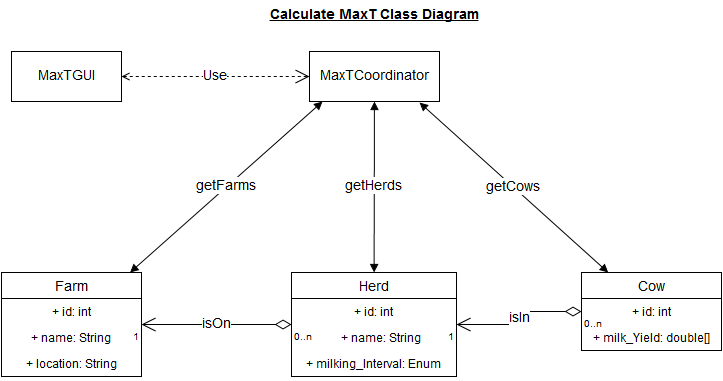 Calculate MaxT Class Diagram
MaxTGUI
Use
MaxTCoordinator
getFarms
getHerds
getCows
Farm
+ id: int
+ name: String
1
+ location: String
isOn
Herd
+ id: int
0..n
+ name: String
1
+ milking_Interval: Enum
isIn
Cow
+ id: int
0..n
+ milk_Yield: double[]